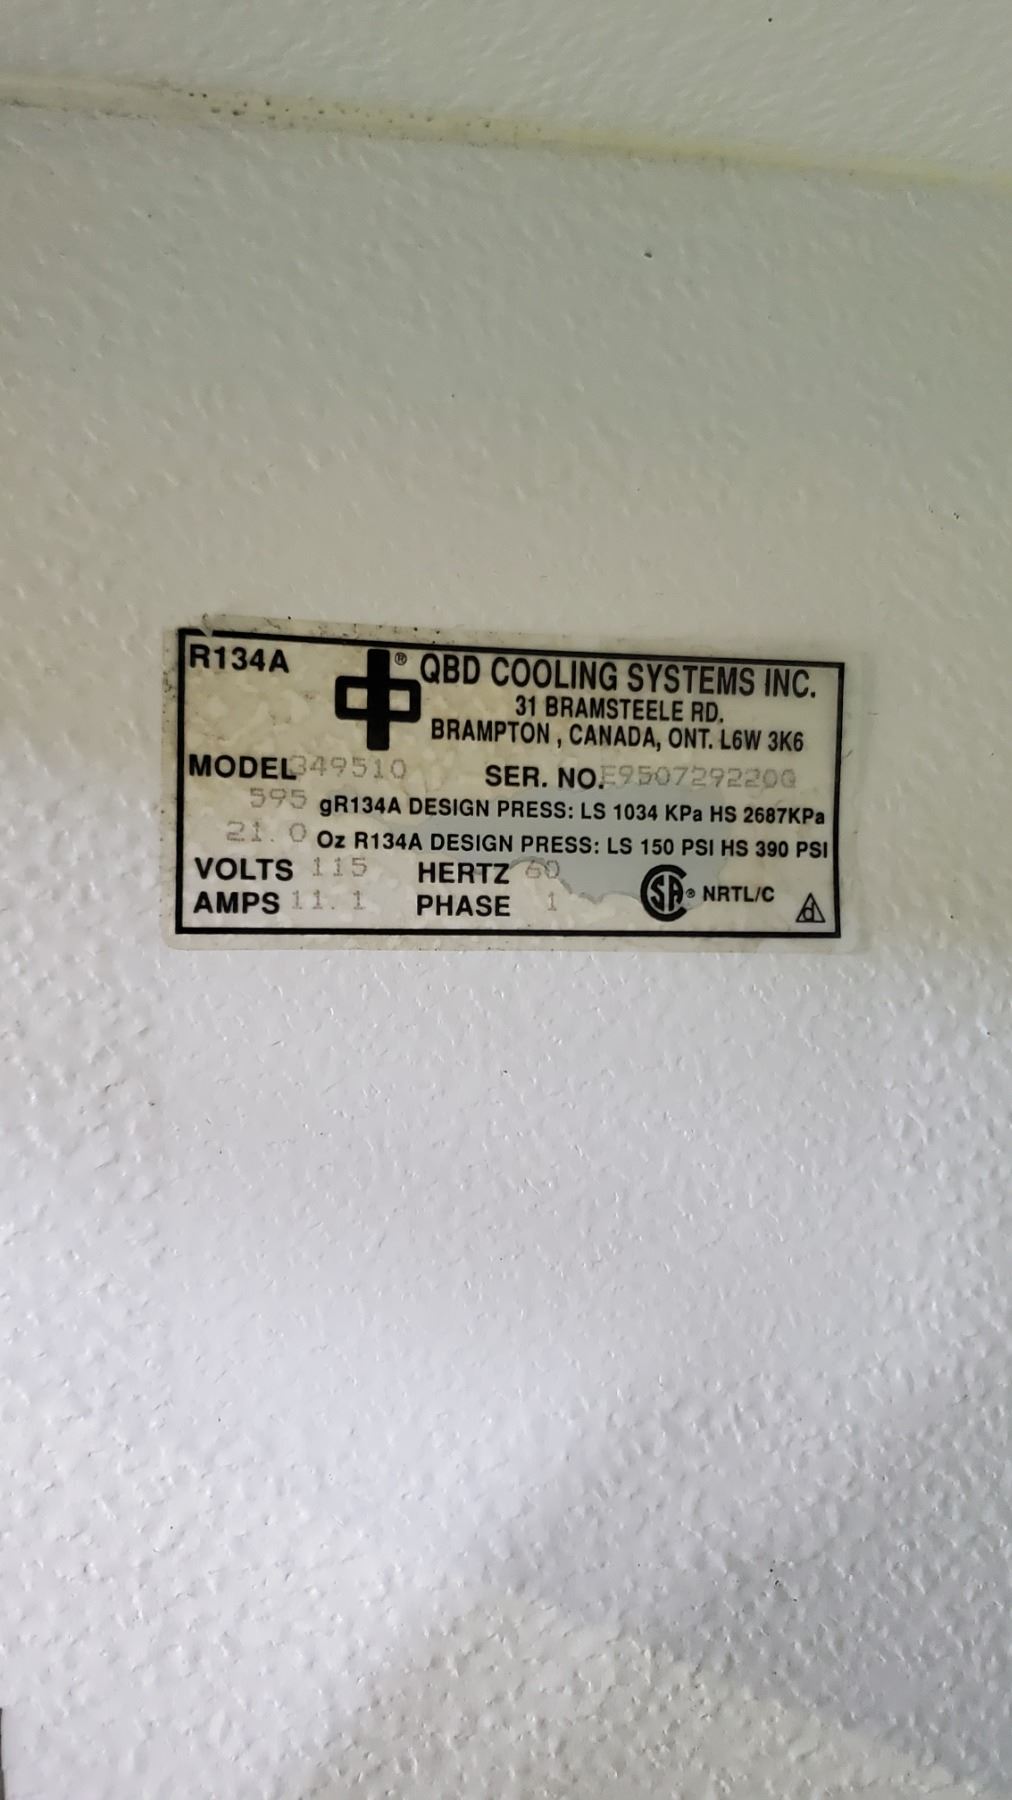 R134A ® QBD COOLING SYSTEMS INC.
31 BRAMSTEELE RD.
BRAMPTON , CANADA, ONT. L6W 3K6
MODEL 349510 SER. NO. E9507292200
595 gR134A DESIGN PRESS: LS 1034 KPa HS 2687KPa
21.0 Oz R134A DESIGN PRESS: LS 150 PSI HS 390 PSI
VOLTS 115 HERTZ 60
AMPS 11.1 PHASE 1
SA ® NRTL/C d